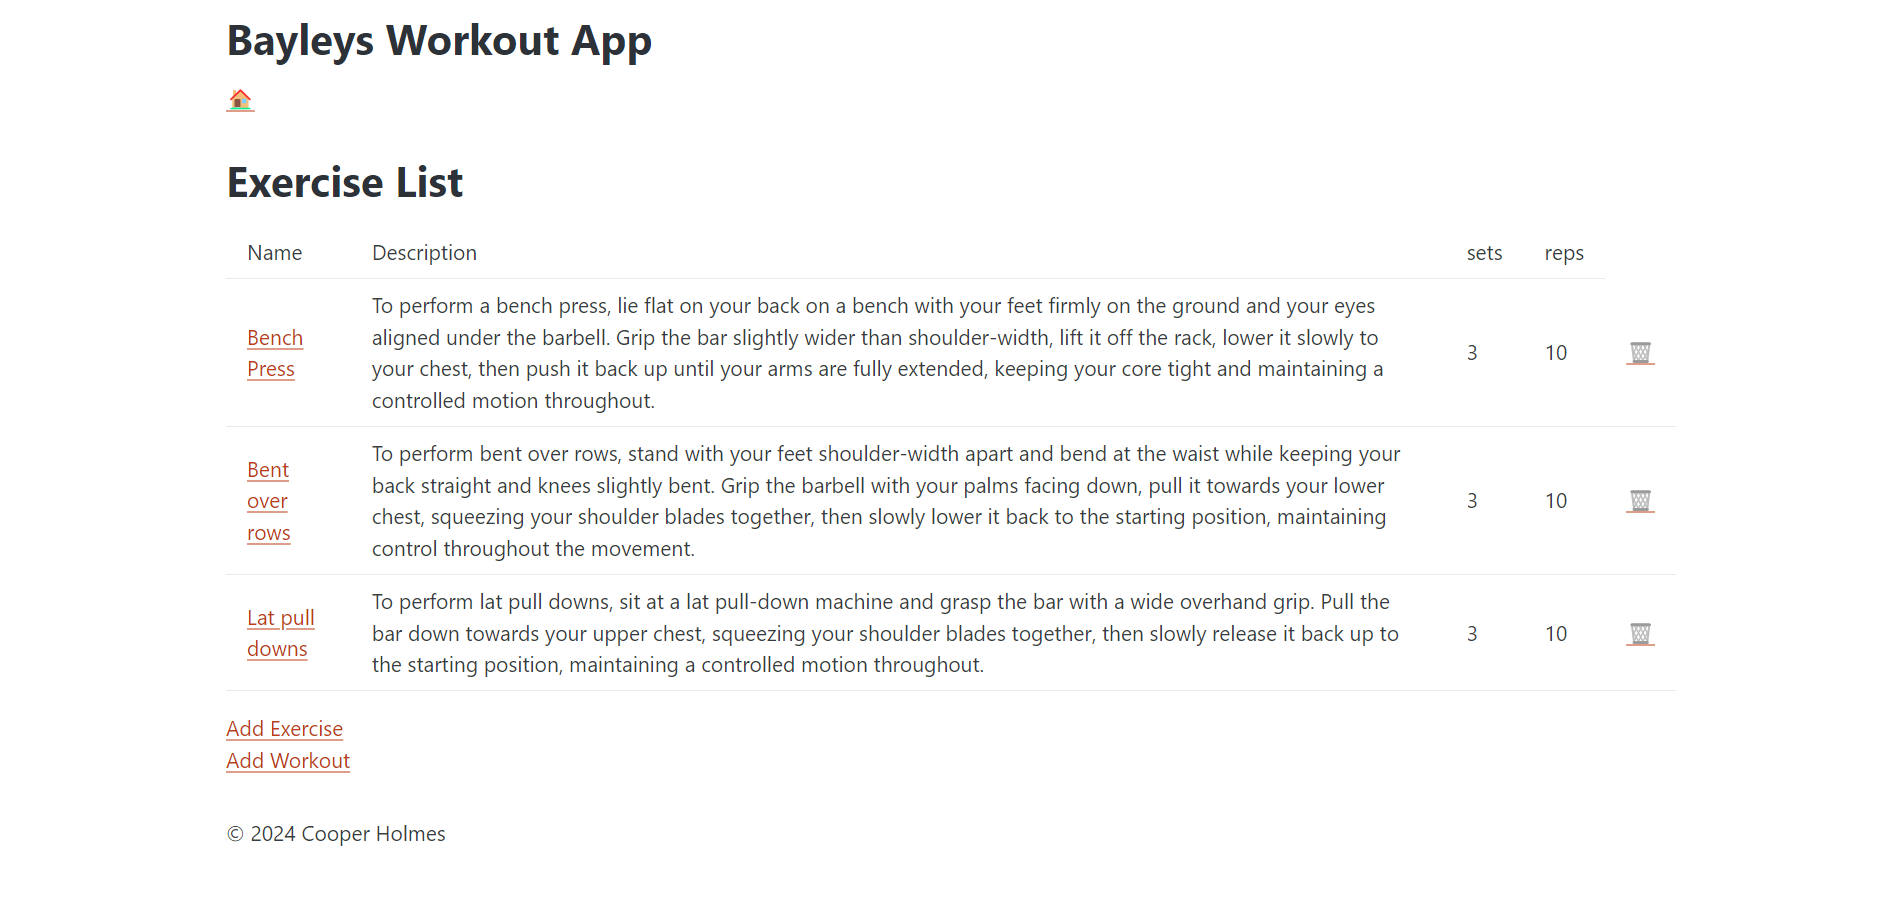 Bayleys Workout App
Exercise List
Name Description sets reps
To perform a bench press, lie flat on your back on a bench with your feet firmly on the ground and your eyes
Bench aligned under the barbell. Grip the bar slightly wider than shoulder-width, lift it off the rack, lower it slowly to
3 10
Press your chest, then push it back up until your arms are fully extended, keeping your core tight and maintaining a
controlled motion throughout.
To perform bent over rows, stand with your feet shoulder-width apart and bend at the waist while keeping your
Bent
back straight and knees slightly bent. Grip the barbell with your palms facing down, pull it towards your lower
over 3 10
chest, squeezing your shoulder blades together, then slowly lower it back to the starting position, maintaining
rows
control throughout the movement.
To perform lat pull downs, sit at a lat pull-down machine and grasp the bar with a wide overhand grip. Pull the
Lat pull
bar down towards your upper chest, squeezing your shoulder blades together, then slowly release it back up to 3 10
downs
the starting position, maintaining a controlled motion throughout.
Add Exercise
Add Workout
© 2024 Cooper Holmes